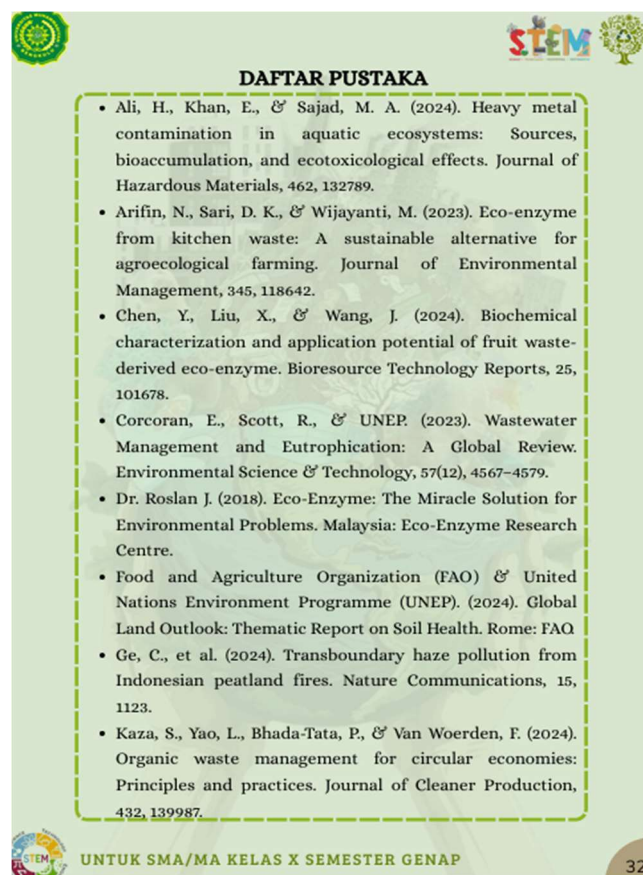 STEM
DAFTAR PUSTAKA
• Ali, H., Khan, E., & Sajad, M. A. (2024). Heavy metal
contamination in aquatic ecosystems: Sources,
bioaccumulation, and ecotoxicological effects. Journal of
Hazardous Materials, 462, 132789.
• Arifin, N., Sari, D. K., & Wijayanti, M. (2023). Eco-enzyme
from kitchen waste: A sustainable alternative for
agroecological farming. Journal of Environmental
Management, 345, 118642.
• Chen, Y., Liu, X., & Wang, J. (2024). Biochemical
characterization and application potential of fruit waste-
derived eco-enzyme. Bioresource Technology Reports, 25,
101678.
• Corcoran, E., Scott, R., & UNEP. (2023). Wastewater
Management and Eutrophication: A Global Review.
Environmental Science & Technology, 57(12), 4567–4579.
• Dr. Roslan J. (2018). Eco-Enzyme: The Miracle Solution for
Environmental Problems. Malaysia: Eco-Enzyme Research
Centre.
• Food and Agriculture Organization (FAO) & United
Nations Environment Programme (UNEP). (2024). Global
Land Outlook: Thematic Report on Soil Health. Rome: FAO.
• Ge, C., et al. (2024). Transboundary haze pollution from
Indonesian peatland fires. Nature Communications, 15,
1123.
• Kaza, S., Yao, L., Bhada-Tata, P., & Van Woerden, F. (2024).
Organic waste management for circular economies:
Principles and practices. Journal of Cleaner Production,
432, 139987.
STEM
UNTUK SMA/MA KELAS X SEMESTER GENAP
32